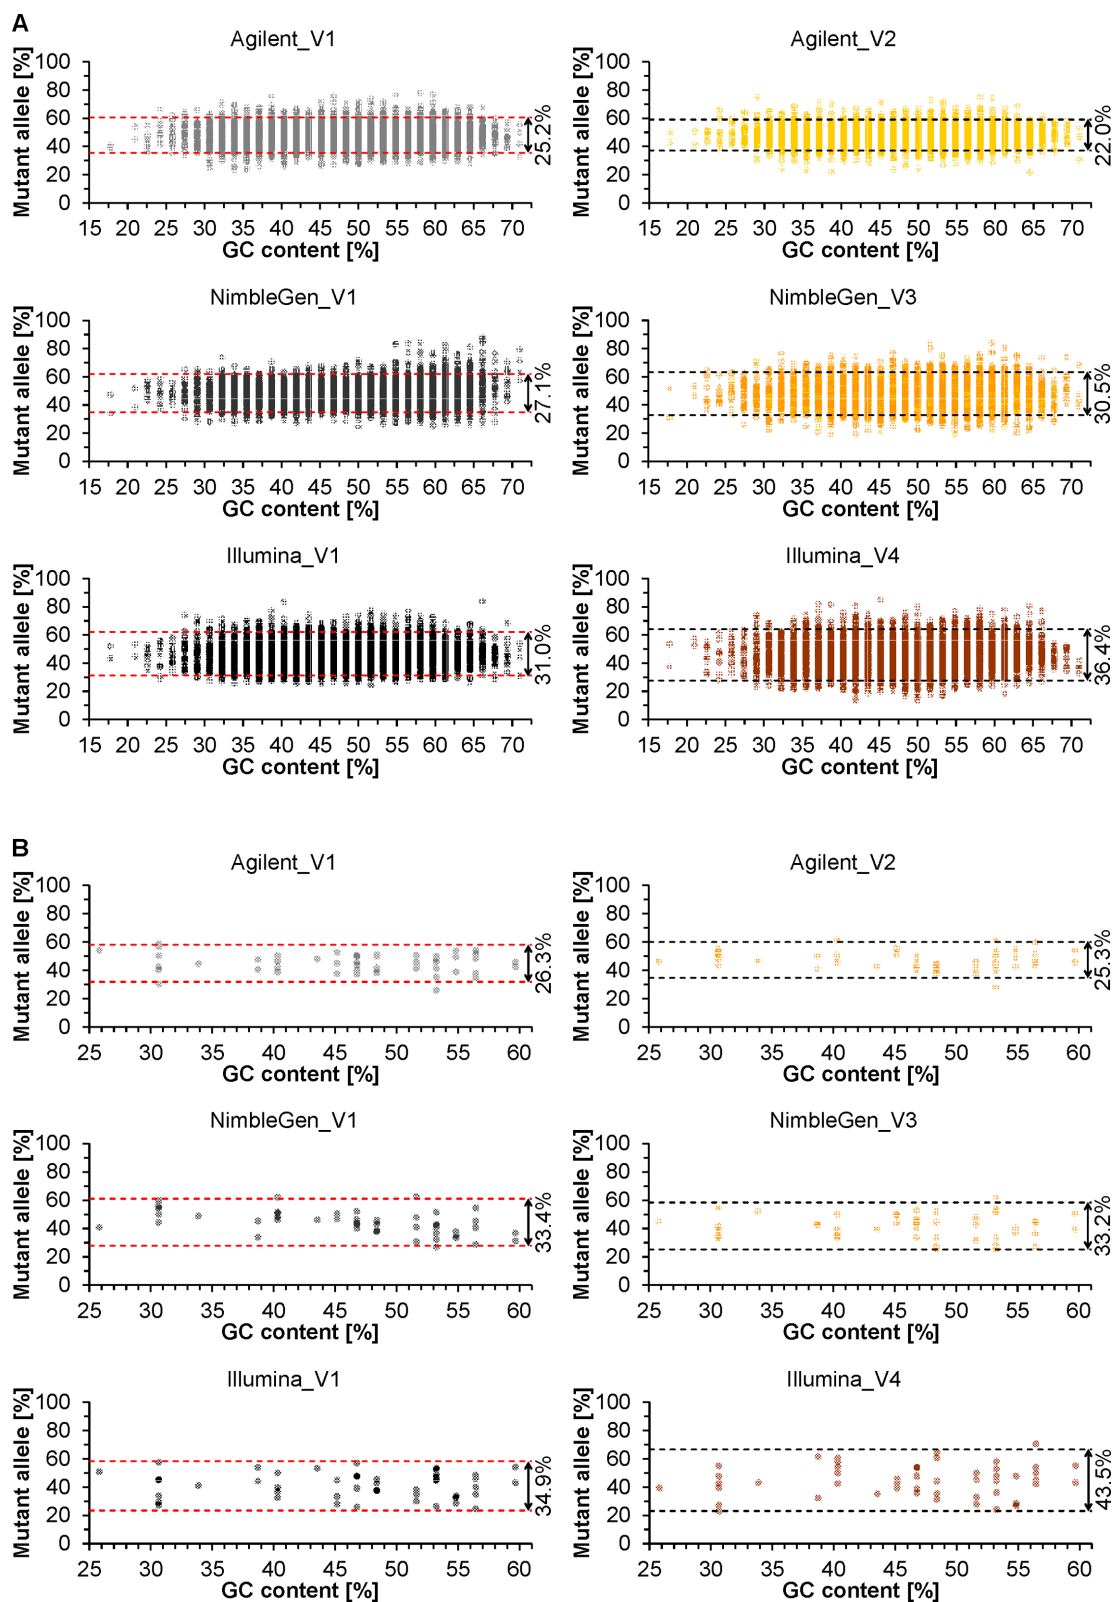 A
Agilent_V1
Agilent_V2
Mutant allele [%]
100
80
60
40
20
0
25.2%
15 20 25 30 35 40 45 50 55 60 65 70
GC content [%]
Mutant allele [%]
100
80
60
40
20
0
22.0%
15 20 25 30 35 40 45 50 55 60 65 70
GC content [%]
NimbleGen_V1
NimbleGen_V3
Mutant allele [%]
100
80
60
40
20
0
27.1%
15 20 25 30 35 40 45 50 55 60 65 70
GC content [%]
Mutant allele [%]
100
80
60
40
20
0
30.5%
15 20 25 30 35 40 45 50 55 60 65 70
GC content [%]
Illumina_V1
Illumina_V4
Mutant allele [%]
100
80
60
40
20
0
31.0%
15 20 25 30 35 40 45 50 55 60 65 70
GC content [%]
Mutant allele [%]
100
80
60
40
20
0
36.4%
15 20 25 30 35 40 45 50 55 60 65 70
GC content [%]
B
Agilent_V1
Agilent_V2
Mutant allele [%]
100
80
60
40
20
0
26.3%
25 30 35 40 45 50 55 60
GC content [%]
Mutant allele [%]
100
80
60
40
20
0
25.3%
25 30 35 40 45 50 55 60
GC content [%]
NimbleGen_V1
NimbleGen_V3
Mutant allele [%]
100
80
60
40
20
0
33.4%
25 30 35 40 45 50 55 60
GC content [%]
Mutant allele [%]
100
80
60
40
20
0
33.2%
25 30 35 40 45 50 55 60
GC content [%]
Illumina_V1
Illumina_V4
Mutant allele [%]
100
80
60
40
20
0
34.9%
25 30 35 40 45 50 55 60
GC content [%]
Mutant allele [%]
100
80
60
40
20
0
43.5%
25 30 35 40 45 50 55 60
GC content [%]